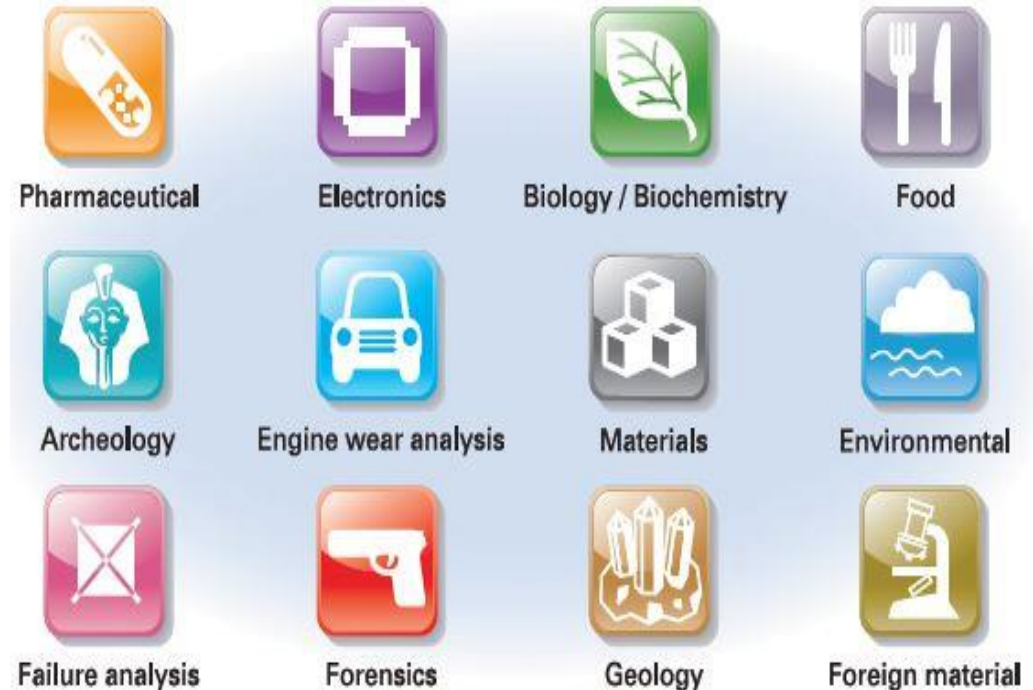 Pharmaceutical
Electronics
Biology / Biochemistry
Food
Archeology
Engine wear analysis
Materials
Environmental
Failure analysis
Forensics
Geology
Foreign material